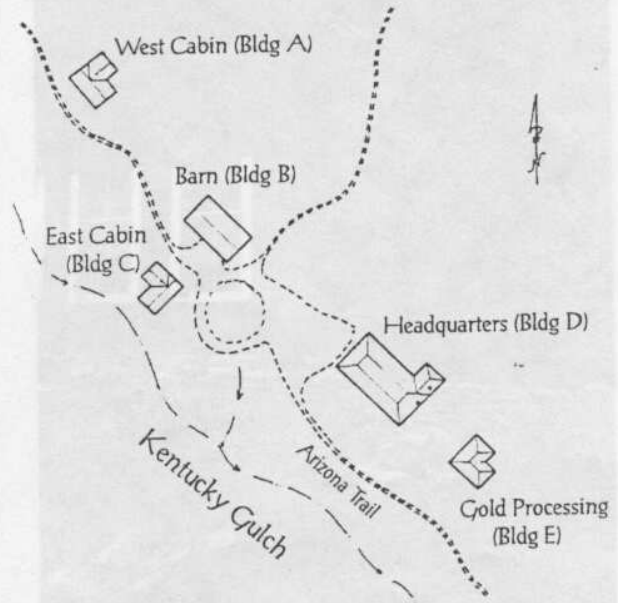 West Cabin (Bldg A)
Barn (Bldg B)
East Cabin
(Bldg C)
Headquarters (Bldg D)
Kentucky Gulch
Arizona Trail
Gold Processing
(Bldg E)